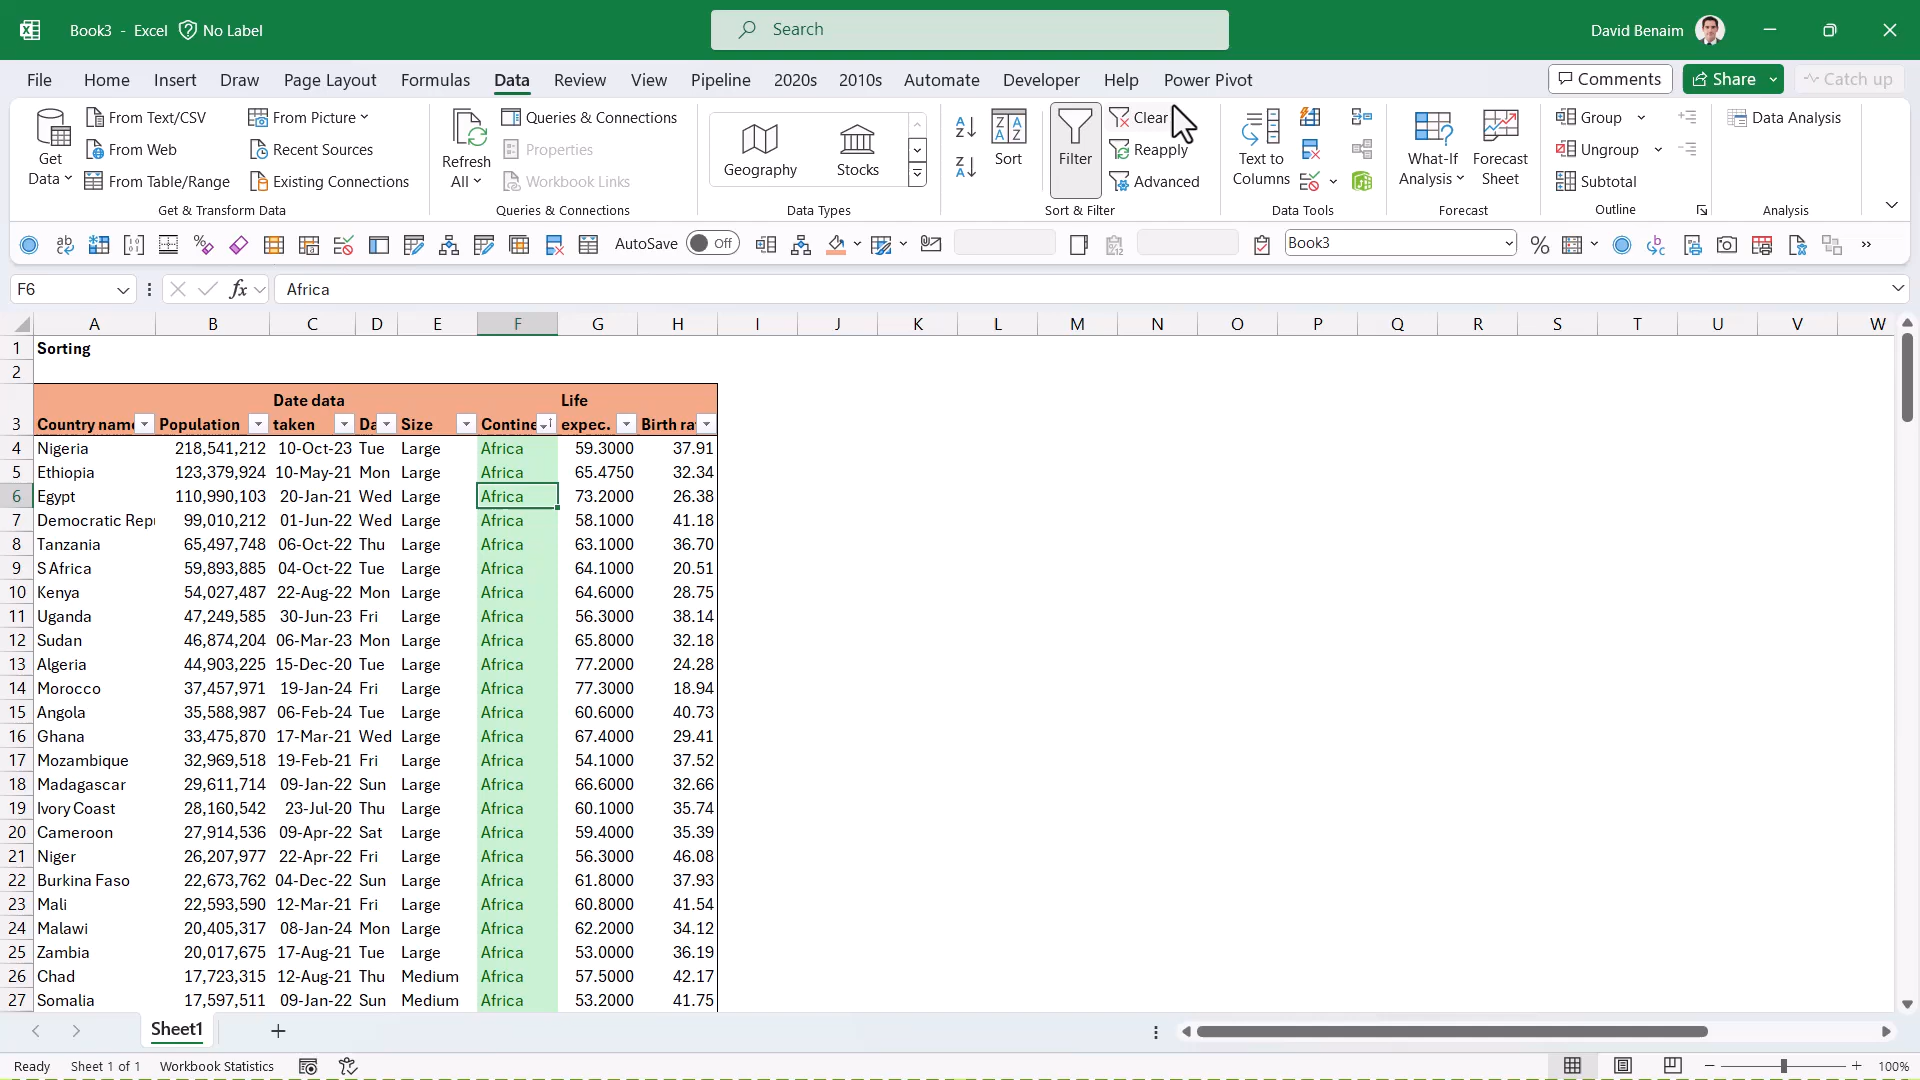 Book3 - Excel No Label Search David Benaim
File Home Insert Draw Page Layout Formulas Data Review View Pipeline 2020s 2010s Automate Developer Help Power Pivot Comments Share Catch up
Get Data From Text/CSV From Picture Refresh All Queries & Connections Geography Stocks Sort Filter Clear Text to Columns What-If Analysis Forecast Sheet Group Data Analysis
From Web Recent Sources Properties Reapply Ungroup
From Table/Range Existing Connections Workbook Links Advanced Subtotal
Get & Transform Data Queries & Connections Data Types Sort & Filter Data Tools Forecast Outline Analysis
AutoSave Off Book3
F6 fx Africa
A B C D E F G H I J K L M N O P Q R S T U V W
1 Sorting
2
Date data Life
3 Country nam Population taken Da Size Contine expec. Birth ra
4 Nigeria 218,541,212 10-Oct-23 Tue Large Africa 59.3000 37.91
5 Ethiopia 123,379,924 10-May-21 Mon Large Africa 65.4750 32.34
6 Egypt 110,990,103 20-Jan-21 Wed Large Africa 73.2000 26.38
7 Democratic Rep 99,010,212 01-Jun-22 Wed Large Africa 58.1000 41.18
8 Tanzania 65,497,748 06-Oct-22 Thu Large Africa 63.1000 36.70
9 S Africa 59,893,885 04-Oct-22 Tue Large Africa 64.1000 20.51
10 Kenya 54,027,487 22-Aug-22 Mon Large Africa 64.6000 28.75
11 Uganda 47,249,585 30-Jun-23 Fri Large Africa 56.3000 38.14
12 Sudan 46,874,204 06-Mar-23 Mon Large Africa 65.8000 32.18
13 Algeria 44,903,225 15-Dec-20 Tue Large Africa 77.2000 24.28
14 Morocco 37,457,971 19-Jan-24 Fri Large Africa 77.3000 18.94
15 Angola 35,588,987 06-Feb-24 Tue Large Africa 60.6000 40.73
16 Ghana 33,475,870 17-Mar-21 Wed Large Africa 67.4000 29.41
17 Mozambique 32,969,518 19-Feb-21 Fri Large Africa 54.1000 37.52
18 Madagascar 29,611,714 09-Jan-22 Sun Large Africa 66.6000 32.66
19 Ivory Coast 28,160,542 23-Jul-20 Thu Large Africa 60.1000 35.74
20 Cameroon 27,914,536 09-Apr-22 Sat Large Africa 59.4000 35.39
21 Niger 26,207,977 22-Apr-22 Fri Large Africa 56.3000 46.08
22 Burkina Faso 22,673,762 04-Dec-22 Sun Large Africa 61.8000 37.93
23 Mali 22,593,590 12-Mar-21 Fri Large Africa 60.8000 41.54
24 Malawi 20,405,317 08-Jan-24 Mon Large Africa 62.2000 34.12
25 Zambia 20,017,675 17-Aug-21 Tue Large Africa 53.0000 36.19
26 Chad 17,723,315 12-Aug-21 Thu Medium Africa 57.5000 42.17
27 Somalia 17,597,511 09-Jan-22 Sun Medium Africa 53.2000 41.75
Sheet1
Ready Sheet 1 of 1 Workbook Statistics 100%